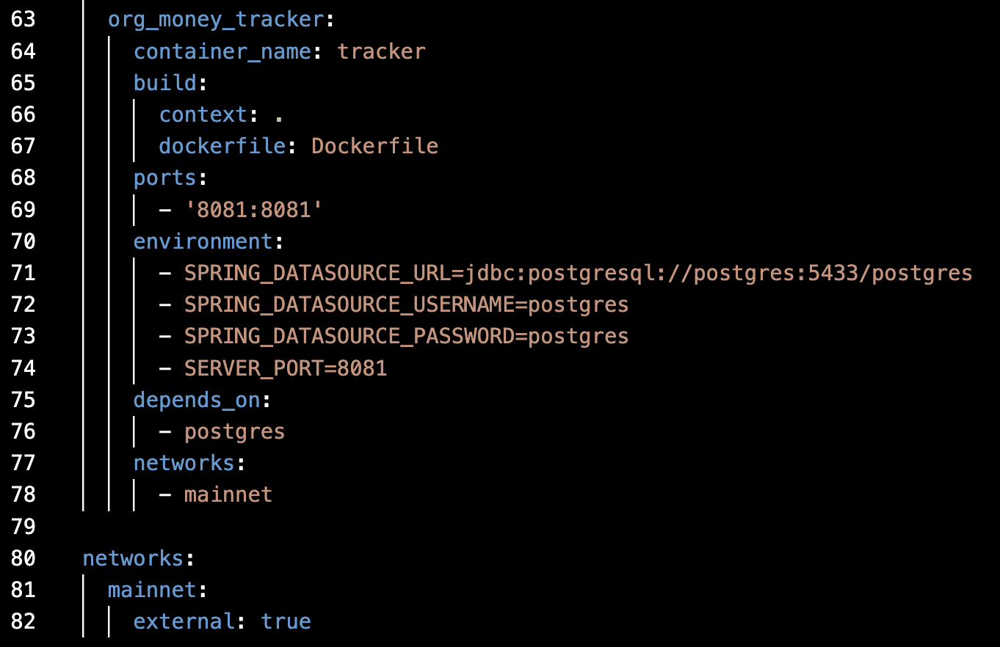 63 org_money_tracker:
64 container_name: tracker
65 build:
66 context: .
67 dockerfile: Dockerfile
68 ports:
69 - '8081:8081'
70 environment:
71 - SPRING_DATASOURCE_URL=jdbc:postgresql://postgres:5433/postgres
72 - SPRING_DATASOURCE_USERNAME=postgres
73 - SPRING_DATASOURCE_PASSWORD=postgres
74 - SERVER_PORT=8081
75 depends_on:
76 - postgres
77 networks:
78 - mainnet
79
80 networks:
81 mainnet:
82 external: true